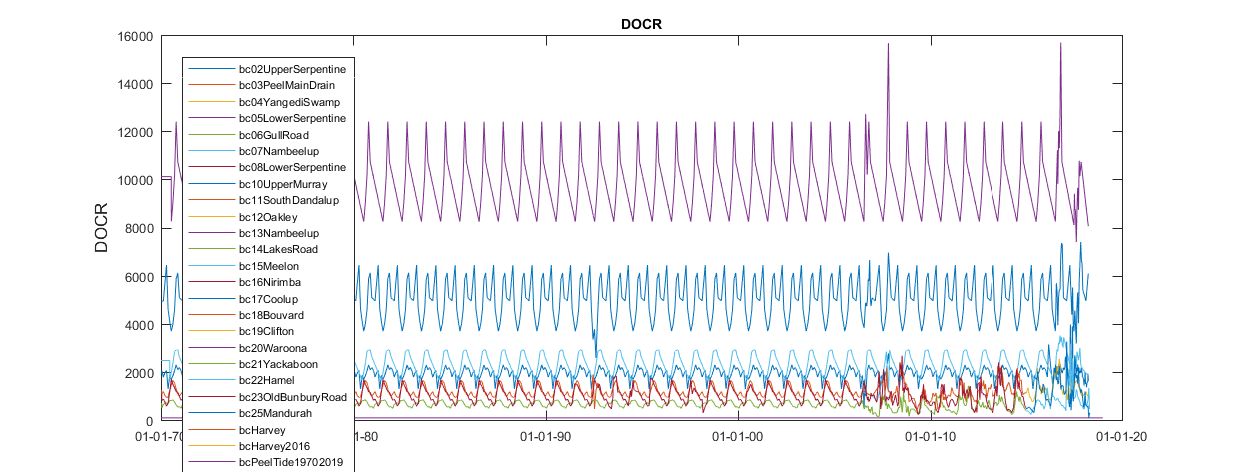 DOCR
16000
14000
12000
10000
8000
6000
4000
2000
0
DOCR
bc02UpperSerpentine
bc03PeelMainDrain
bc04YangediSwamp
bc05LowerSerpentine
bc06GullRoad
bc07Nambeelup
bc08LowerSerpentine
bc10UpperMurray
bc11SouthDandalup
bc12Oakley
bc13Nambeelup
bc14LakesRoad
bc15Meelon
bc16Nirimba
bc17Coolup
bc18Bouvard
bc19Clifton
bc20Waroona
bc21Yackaboon
bc22Hamel
bc23OldBunburyRoad
bc25Mandurah
bcHarvey
bcHarvey2016
bcPeelTide19702019
01-01-70
-80
01-01-90
01-01-00
01-01-10
01-01-20